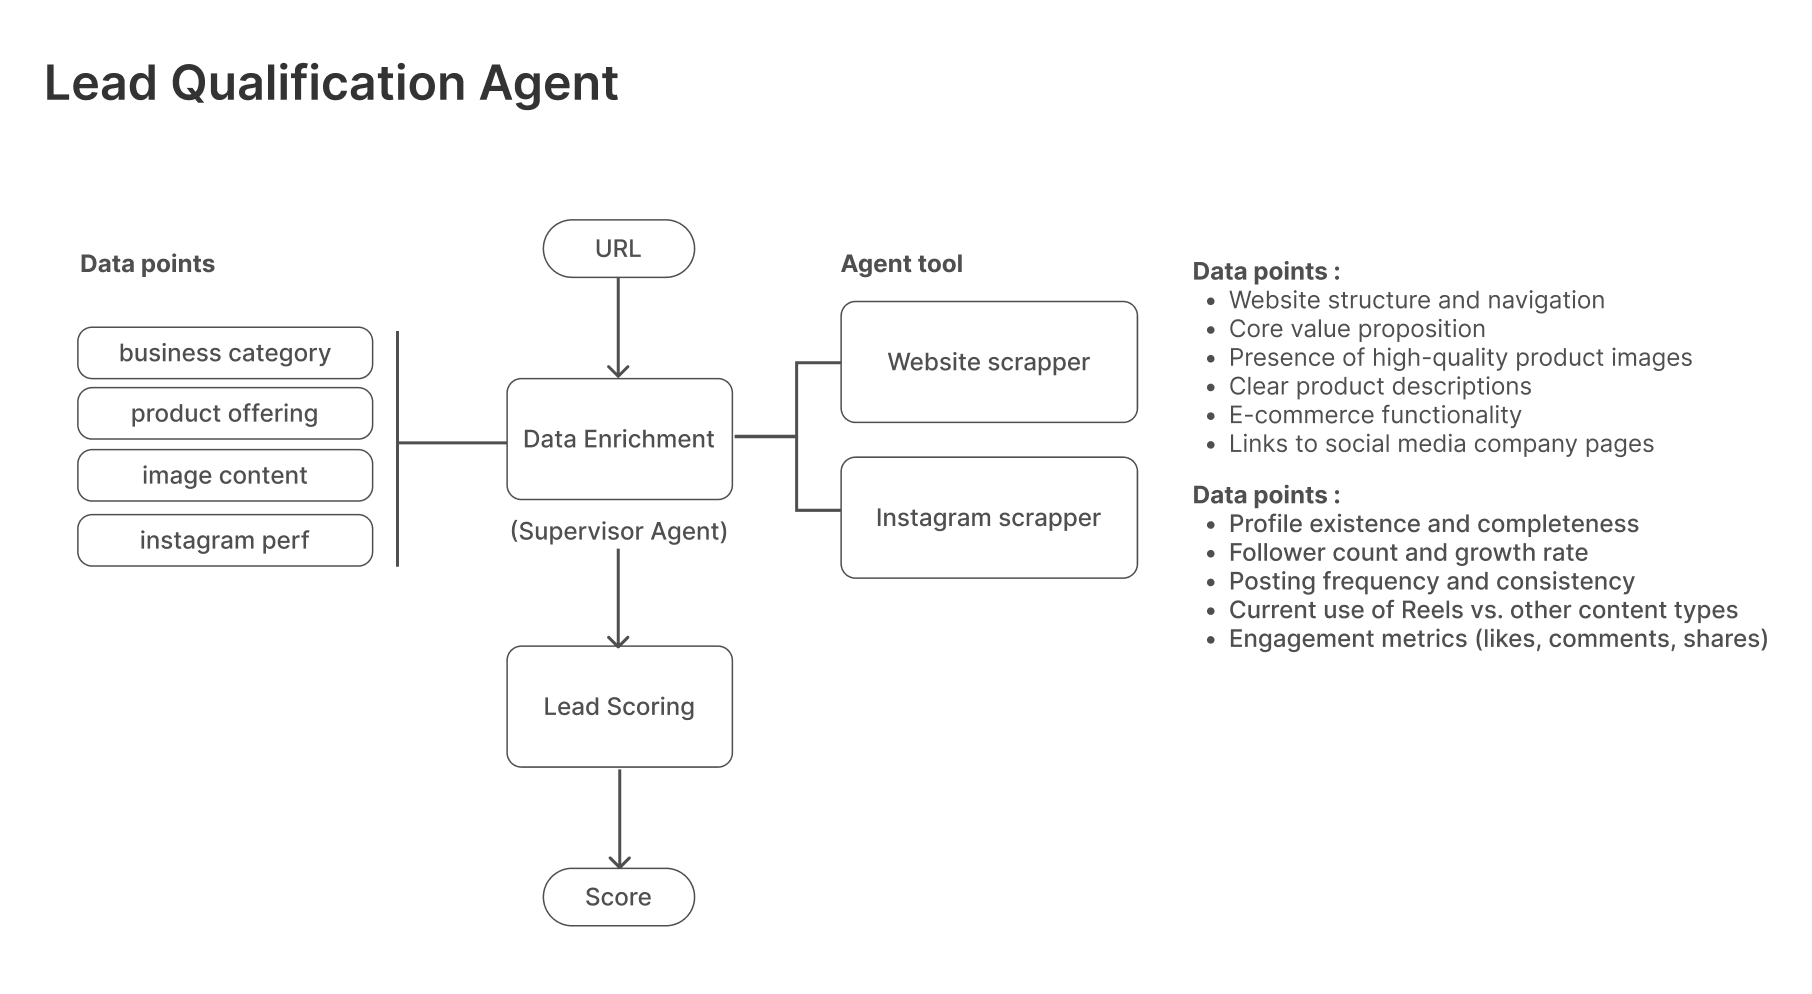 Lead Qualification Agent
Data points
business category
product offering
image content
instagram perf
URL
Data Enrichment
(Supervisor Agent)
Lead Scoring
Score
Agent tool
Website scrapper
Instagram scrapper
Data points :
• Website structure and navigation
• Core value proposition
• Presence of high-quality product images
• Clear product descriptions
• E-commerce functionality
• Links to social media company pages
Data points :
• Profile existence and completeness
• Follower count and growth rate
• Posting frequency and consistency
• Current use of Reels vs. other content types
• Engagement metrics (likes, comments, shares)